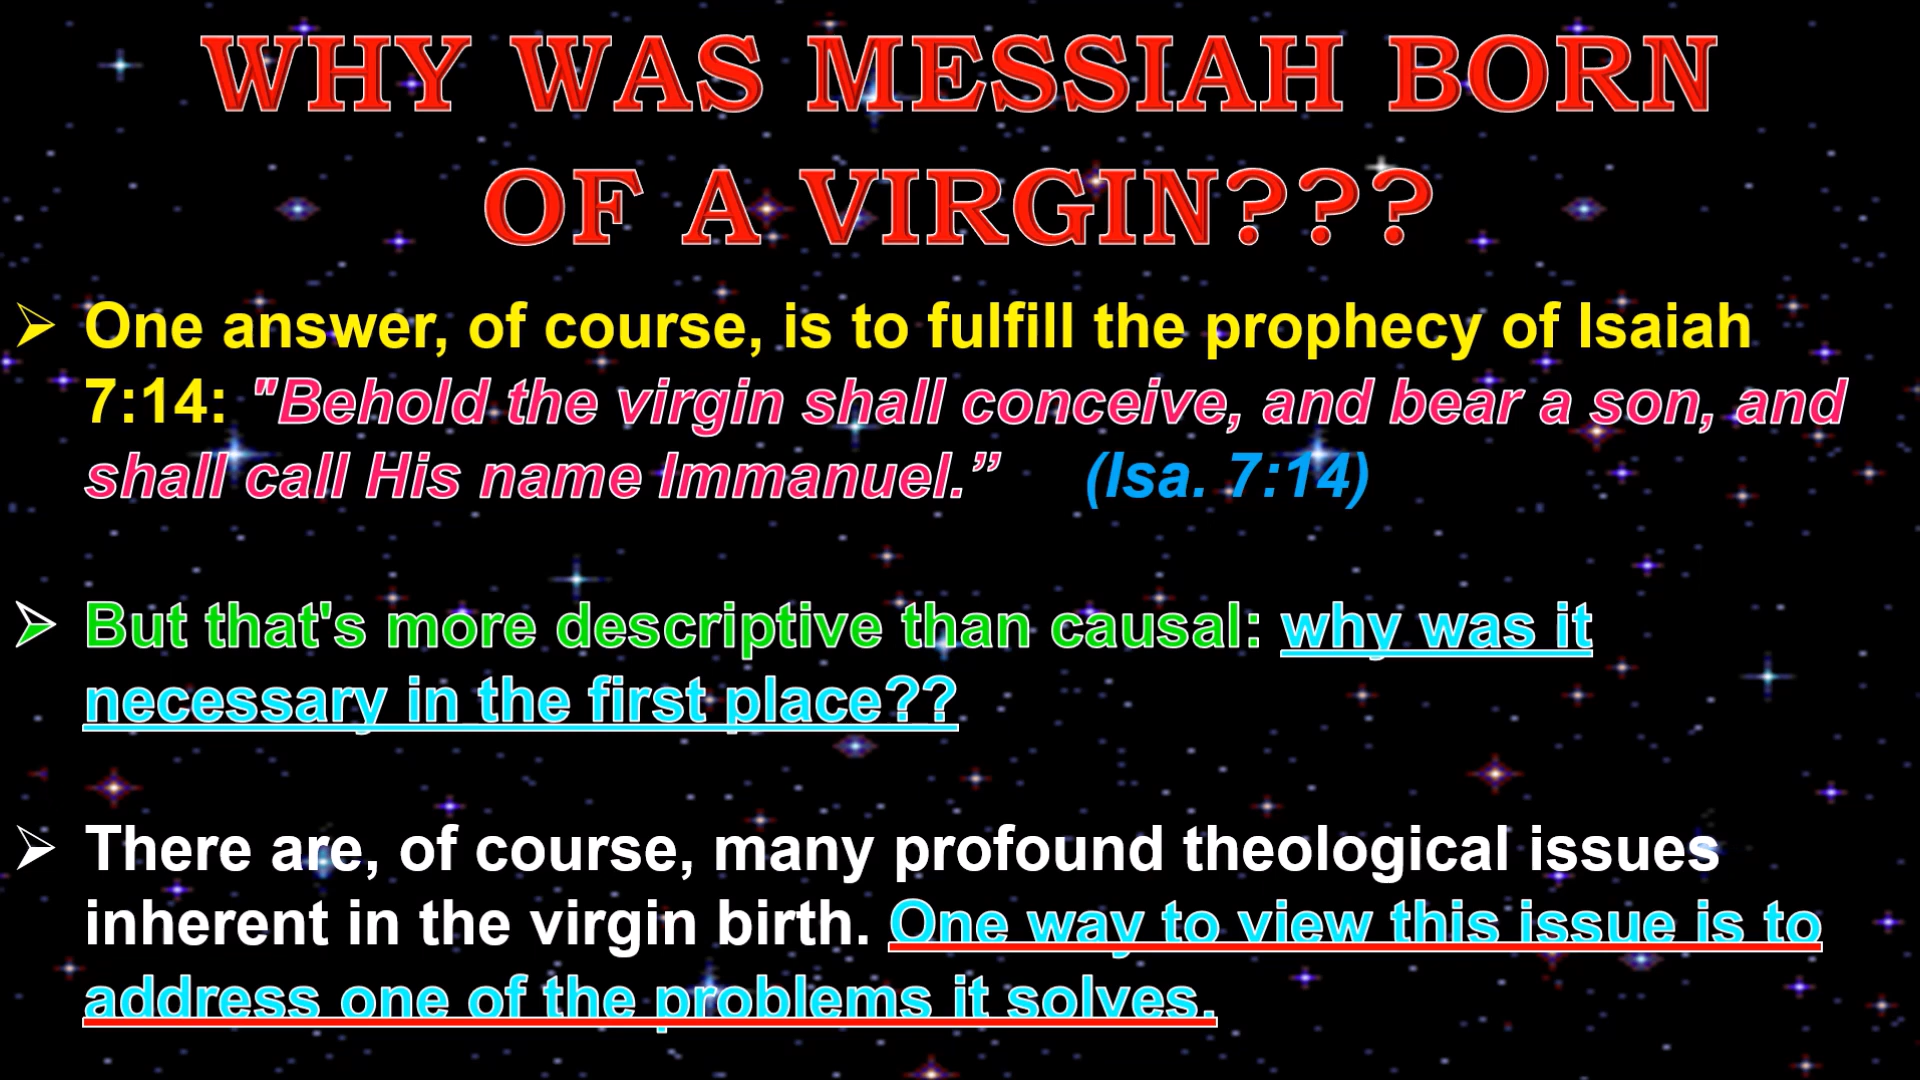 WHY WAS MESSIAH BORN
OF A VIRGIN???
One answer, of course, is to fulfill the prophecy of Isaiah
7:14: "Behold the virgin shall conceive, and bear a son, and
shall call His name Immanuel.” (Isa. 7:14)
But that's more descriptive than causal: why was it
necessary in the first place??
There are, of course, many profound theological issues
inherent in the virgin birth. One way to view this issue is to
address one of the problems it solves.